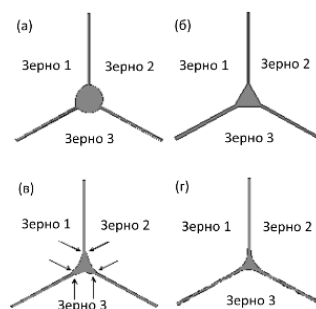 (а) (б)
Зерно 1 Зерно 2 Зерно 1 Зерно 2
Зерно 3 Зерно 3
(в) (г)
Зерно 1 Зерно 2 Зерно 1 Зерно 2
Зерно 3 Зерно 3